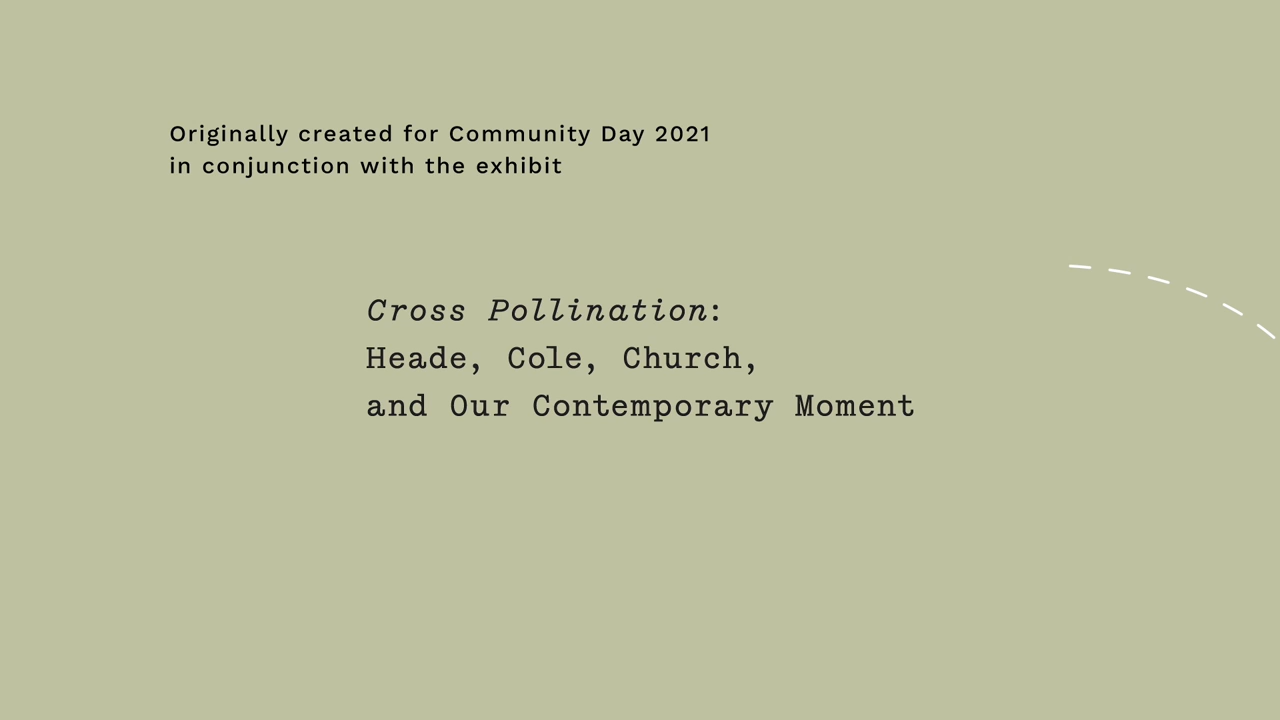 Originally created for Community Day 2021
in conjunction with the exhibit
Cross Pollination:
Heade, Cole, Church,
and Our Contemporary Moment